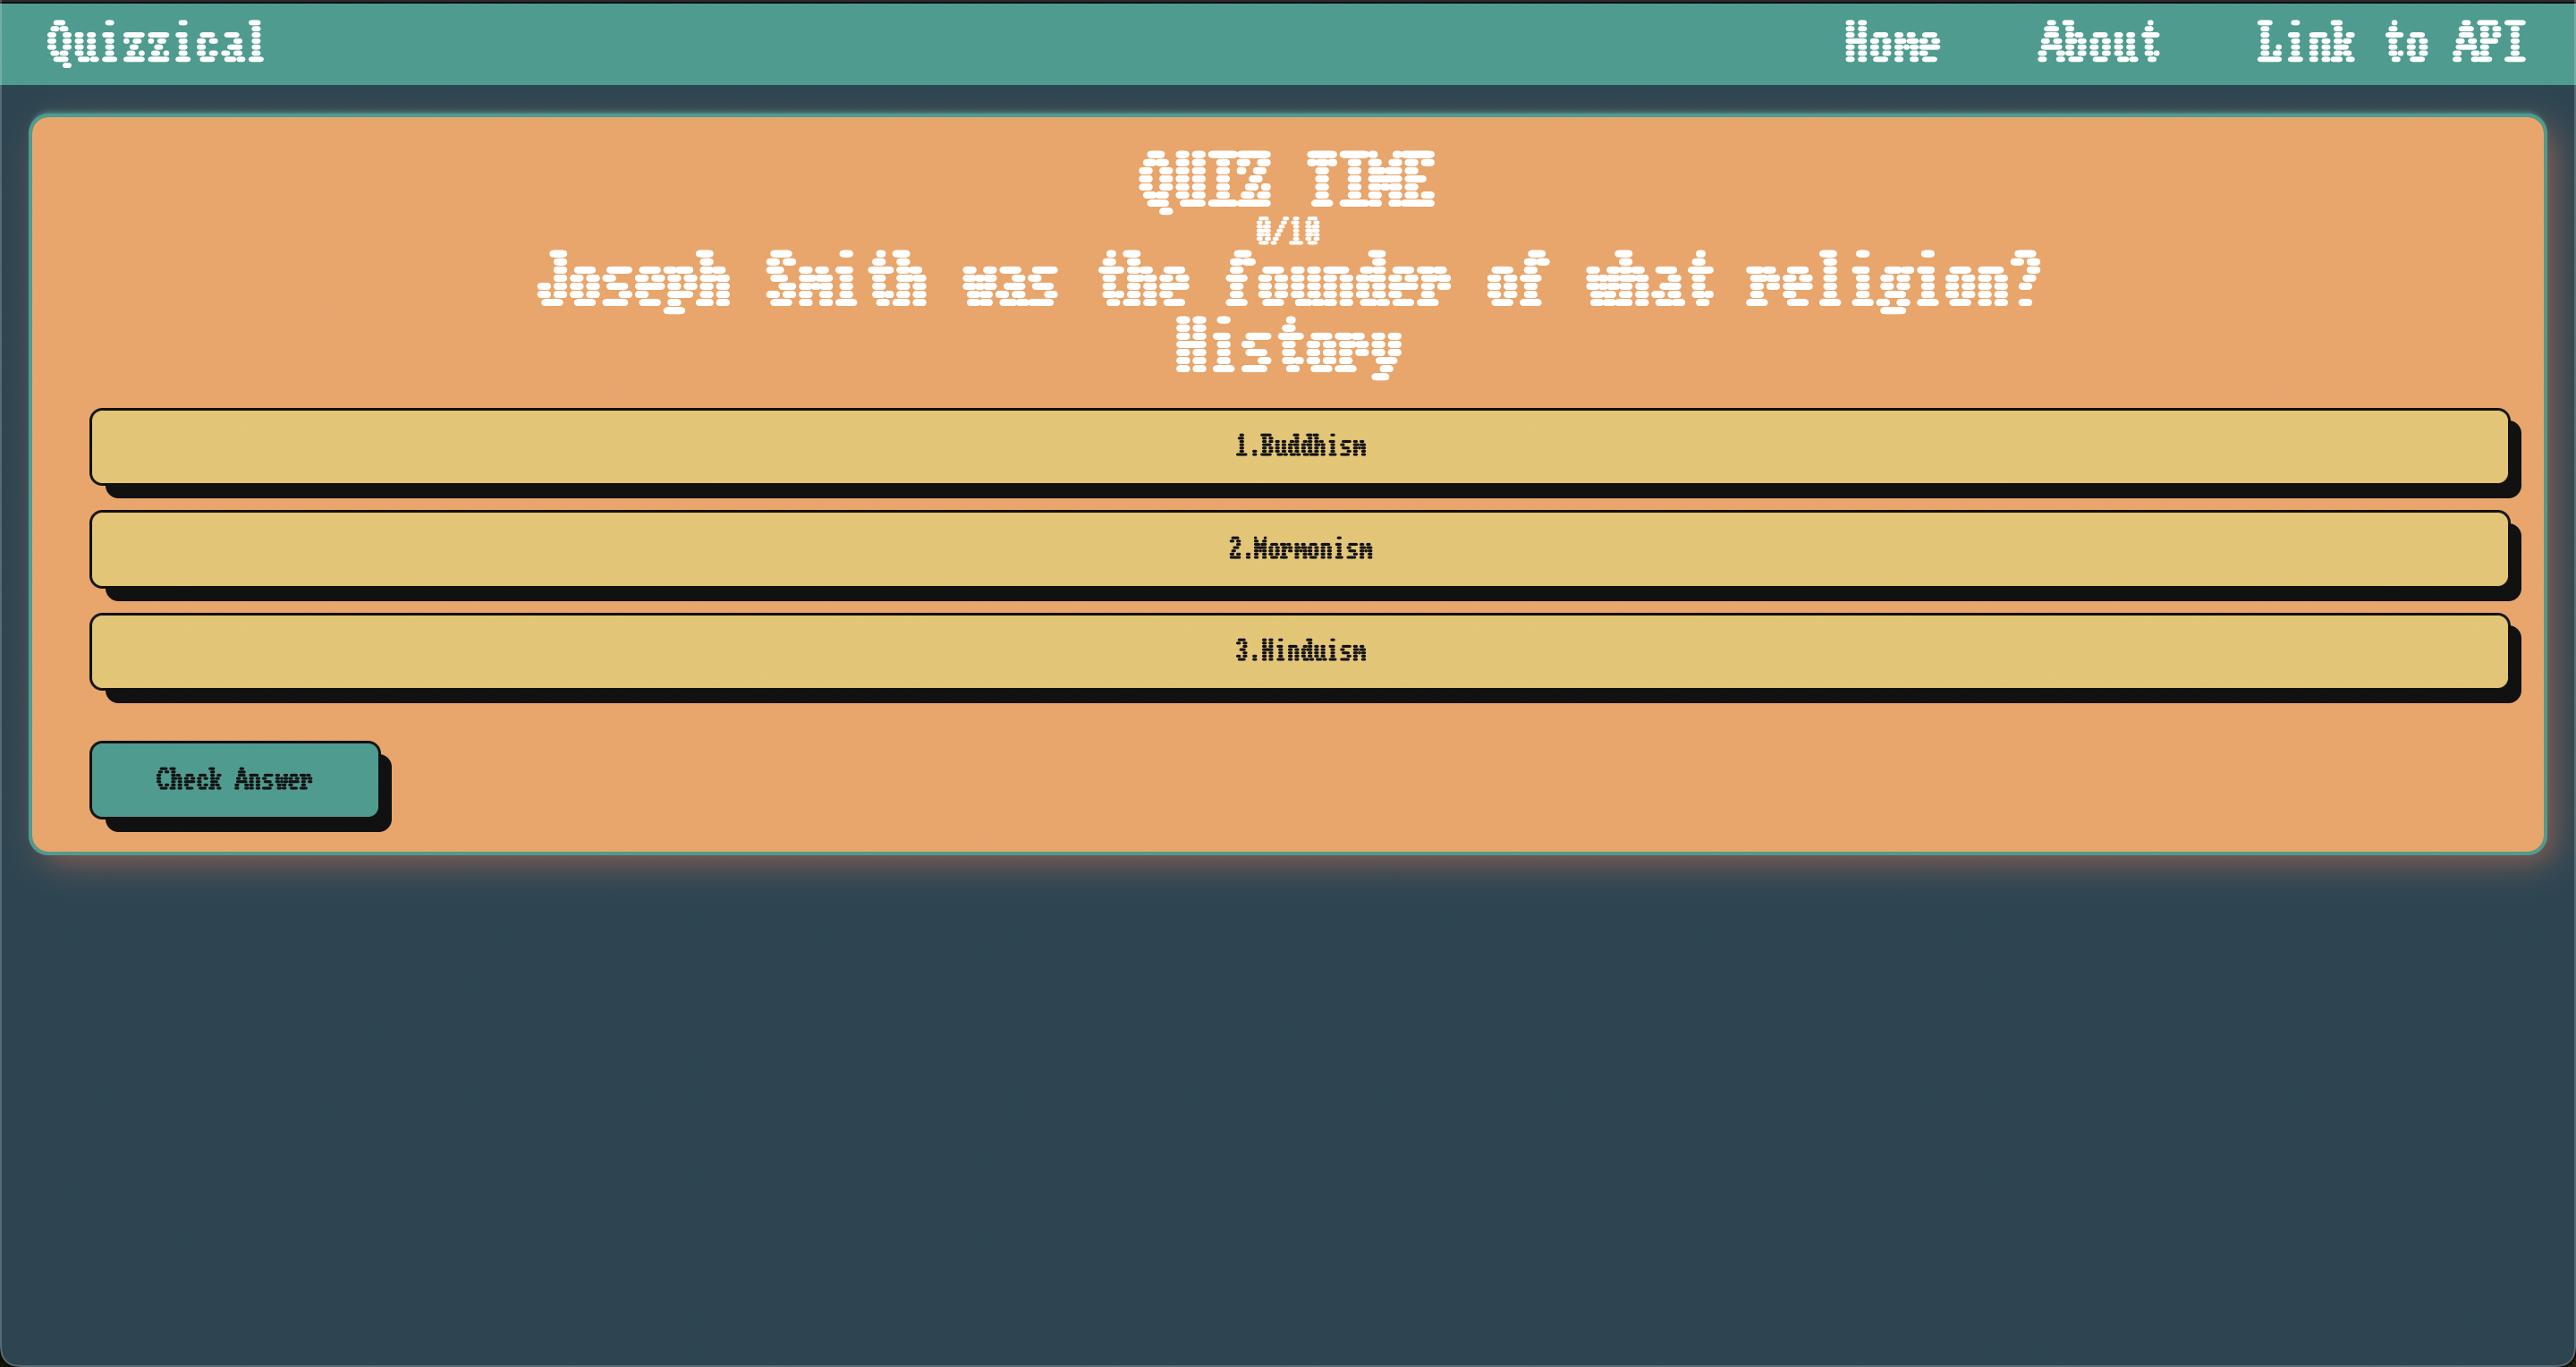 Quizzical Home About Link to API
QUIZ TIME
0/10
Joseph Smith was the founder of what religion?
History
1.Buddhism
2.Mormonism
3.Hinduism
Check Answer